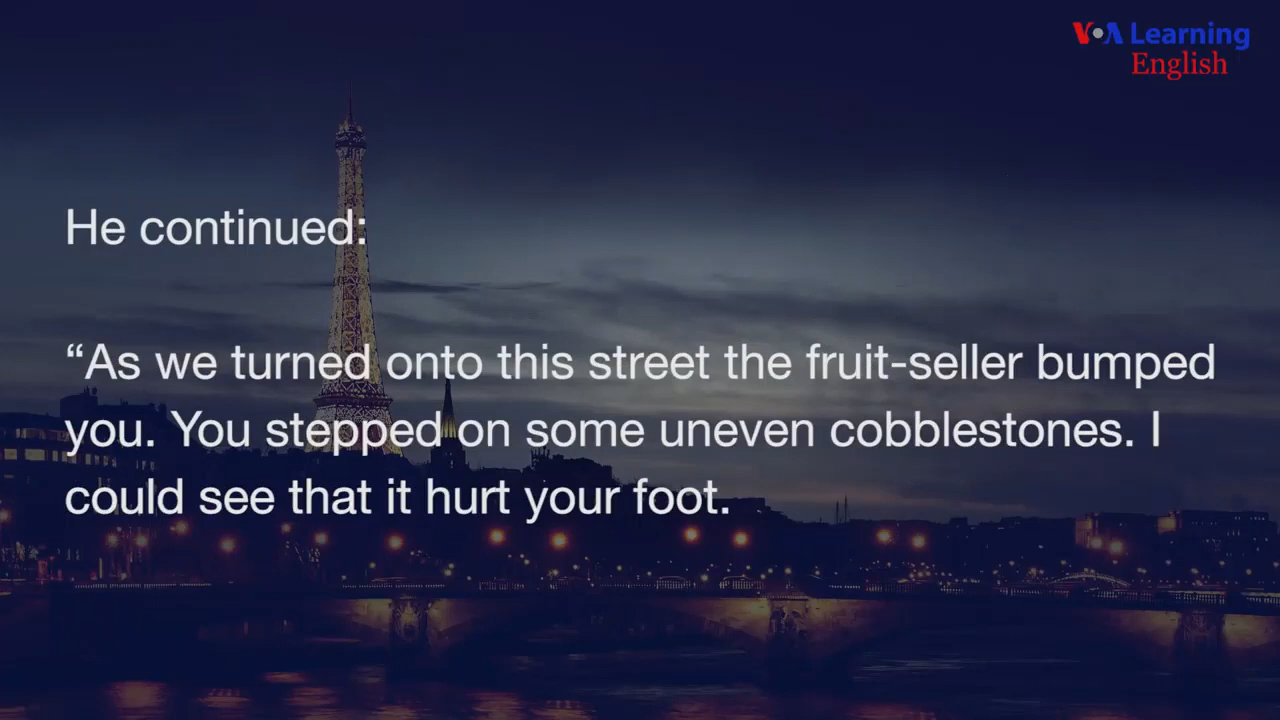 VOA Learning
English
He continued:
“As we turned onto this street the fruit-seller bumped
you. You stepped on some uneven cobblestones. I
could see that it hurt your foot.